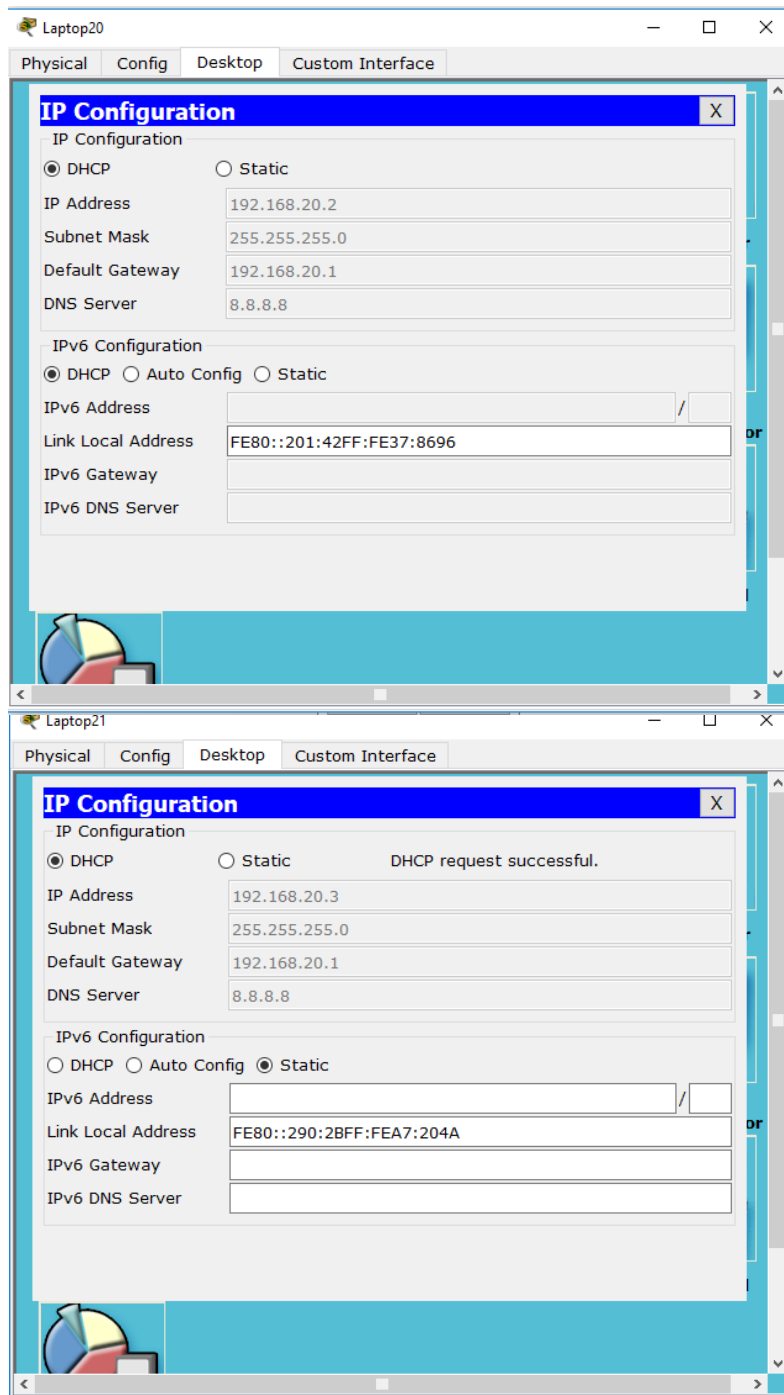 Laptop20
Physical Config Desktop Custom Interface
IP Configuration X
IP Configuration
DHCP Static
IP Address 192.168.20.2
Subnet Mask 255.255.255.0
Default Gateway 192.168.20.1
DNS Server 8.8.8.8
IPv6 Configuration
DHCP Auto Config Static
IPv6 Address /
Link Local Address FE80::201:42FF:FE37:8696
or
IPv6 Gateway
IPv6 DNS Server
Laptop21
Physical Config Desktop Custom Interface
IP Configuration X
IP Configuration
DHCP Static DHCP request successful.
IP Address 192.168.20.3
Subnet Mask 255.255.255.0
Default Gateway 192.168.20.1
DNS Server 8.8.8.8
IPv6 Configuration
DHCP Auto Config Static
IPv6 Address /
Link Local Address FE80::290:2BFF:FEA7:204A
or
IPv6 Gateway
IPv6 DNS Server